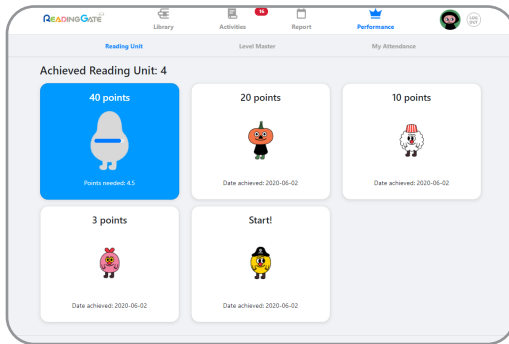 READINGGATE
Library
Activities
16
Report
Performance
LOG OUT
Reading Unit
Level Master
My Attendance
Achieved Reading Unit: 4
40 points
20 points
10 points
Points needed: 4.5
Date achieved: 2020-06-02
Date achieved: 2020-06-02
3 points
Start!
Date achieved: 2020-06-02
Date achieved: 2020-06-02